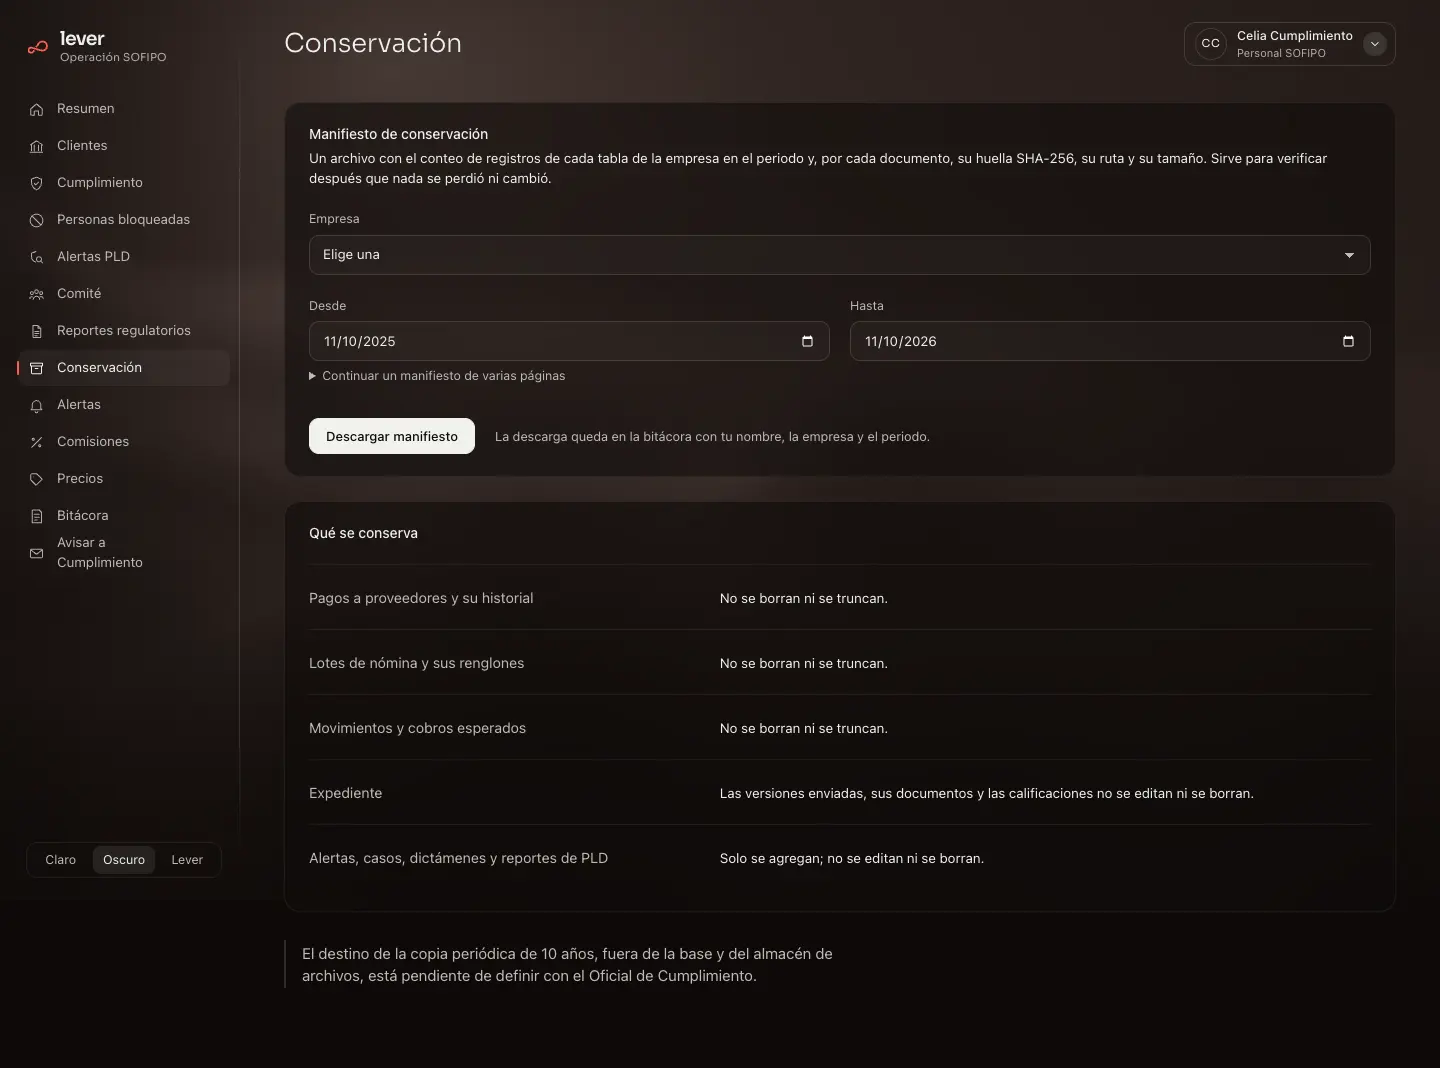 lever
Operación SOFIPO
Resumen
Clientes
Cumplimiento
Personas bloqueadas
Alertas PLD
Comité
Reportes regulatorios
Conservación
Alertas
Comisiones
Precios
Bitácora
Avisar a
Cumplimiento
Claro
Oscuro
Lever
Conservación
CC
Celia Cumplimiento
Personal SOFIPO
Manifiesto de conservación
Un archivo con el conteo de registros de cada tabla de la empresa en el periodo y, por cada documento, su huella SHA-256, su ruta y su tamaño. Sirve para verificar
después que nada se perdió ni cambió.
Empresa
Elige una
Desde
Hasta
11/10/2025
11/10/2026
Continuar un manifiesto de varias páginas
Descargar manifiesto
La descarga queda en la bitácora con tu nombre, la empresa y el periodo.
Qué se conserva
Pagos a proveedores y su historial
No se borran ni se truncan.
Lotes de nómina y sus renglones
No se borran ni se truncan.
Movimientos y cobros esperados
No se borran ni se truncan.
Expediente
Las versiones enviadas, sus documentos y las calificaciones no se editan ni se borran.
Alertas, casos, dictámenes y reportes de PLD
Solo se agregan; no se editan ni se borran.
El destino de la copia periódica de 10 años, fuera de la base y del almacén de
archivos, está pendiente de definir con el Oficial de Cumplimiento.